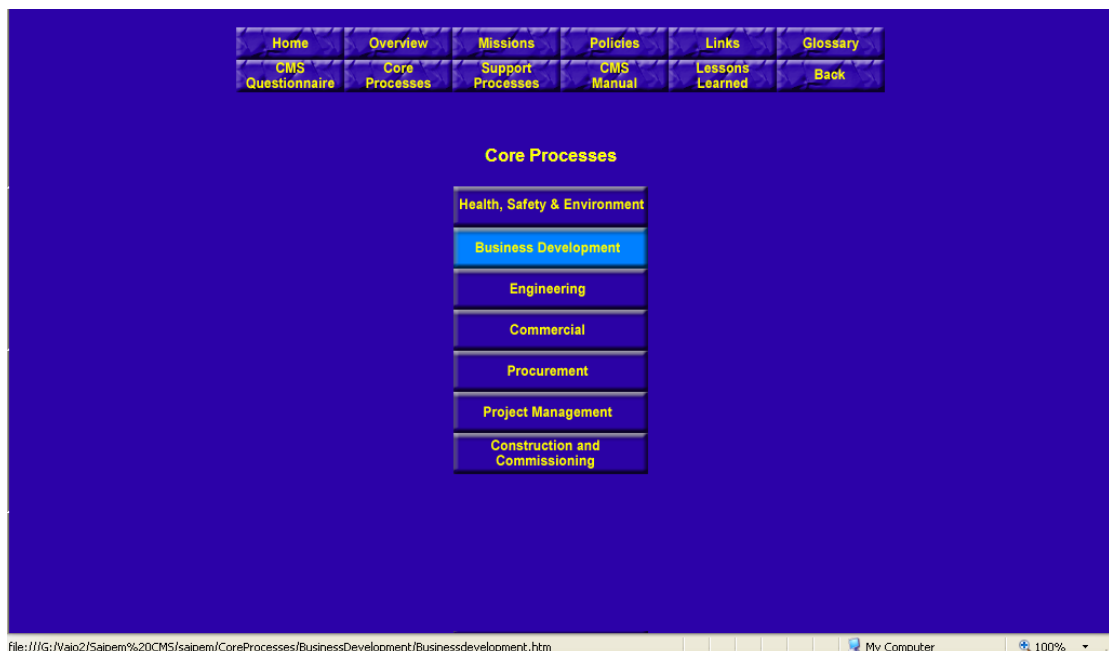 Home Overview Missions Policies Links Glossary
CMS Questionnaire Core Processes Support Processes CMS Manual Lessons Learned Back
Core Processes
Health, Safety & Environment
Business Development
Engineering
Commercial
Procurement
Project Management
Construction and
Commissioning
file:///G:/Vaio2/Saipem%20CMS/saipem/CoreProcesses/BusinessDevelopment/Businessdevelopment.htm My Computer 100%